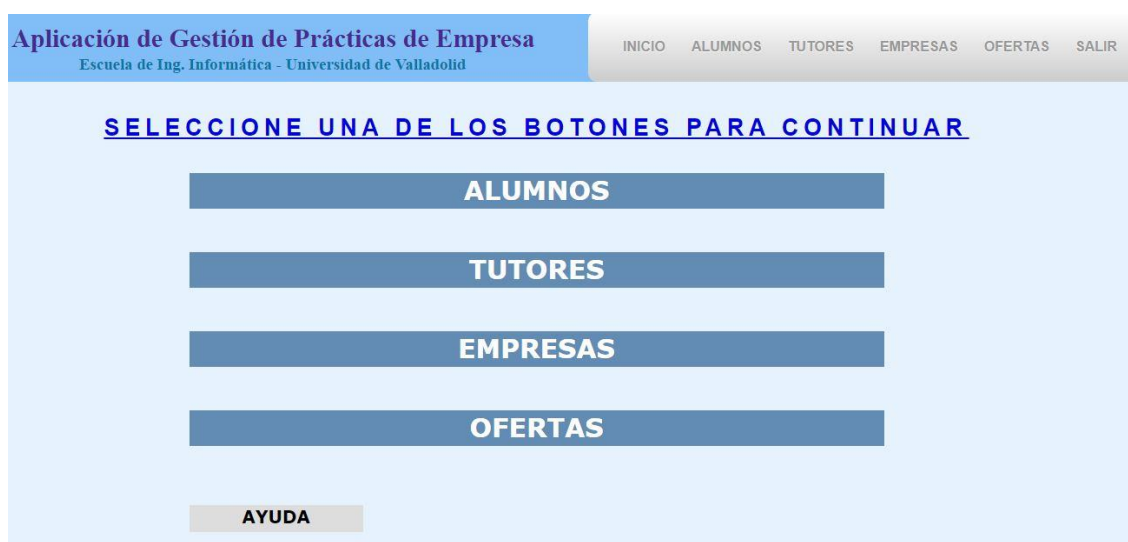 Aplicación de Gestión de Prácticas de Empresa
Escuela de Ing. Informática - Universidad de Valladolid
INICIO ALUMNOS TUTORES EMPRESAS OFERTAS SALIR
SELECCIONE UNA DE LOS BOTONES PARA CONTINUAR
ALUMNOS
TUTORES
EMPRESAS
OFERTAS
AYUDA